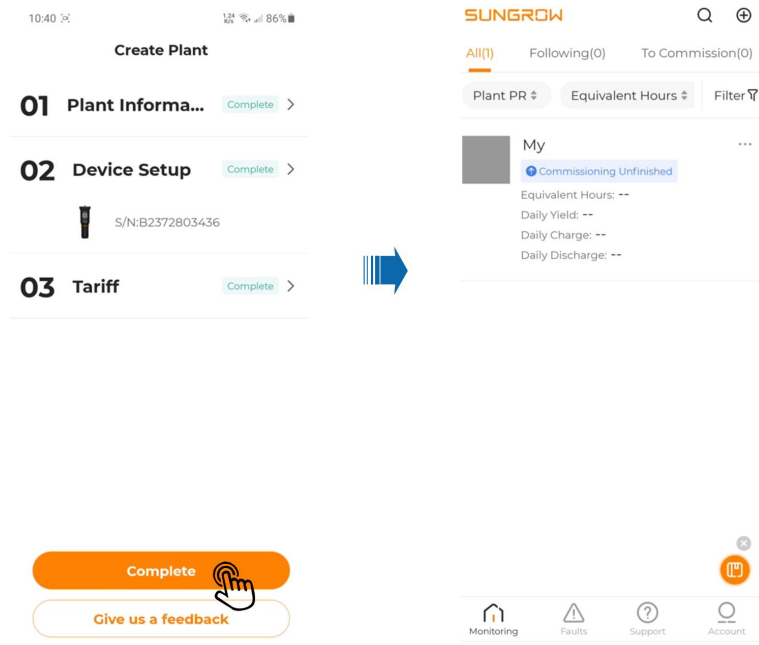 10:40
1.24 K/s 86%
Create Plant
01 Plant Informa... Complete
02 Device Setup Complete
S/N:B2372803436
03 Tariff Complete
Complete
Give us a feedback
SUNGROW
All(1) Following(0) To Commission(0)
Plant PR Equivalent Hours Filter
My
Commissioning Unfinished
Equivalent Hours: --
Daily Yield: --
Daily Charge: --
Daily Discharge: --
Monitoring Faults Support Account